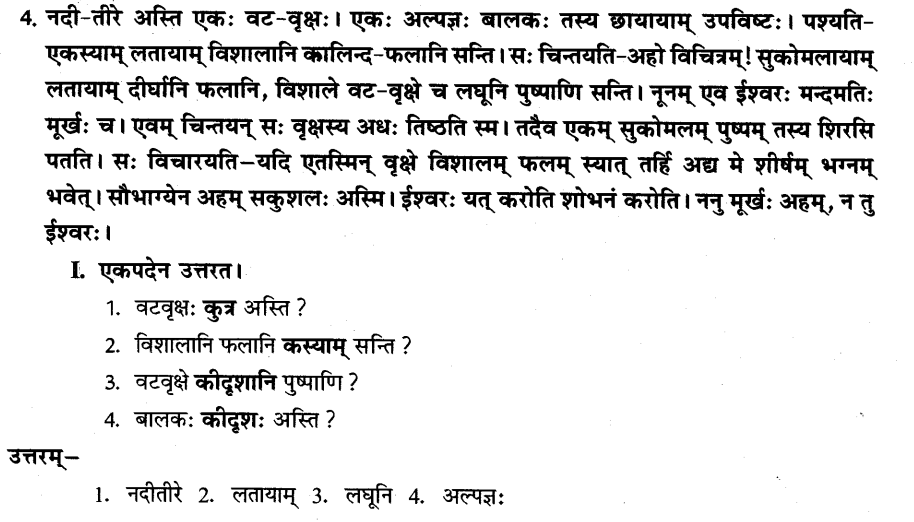 4. नदी-तीरे अस्ति एकः वट-वृक्षः। एकः अल्पज्ञः बालकः तस्य छायायाम् उपविष्टः। पश्यति-
एकस्याम् लतायाम् विशालानि कालिन्द-फलानि सन्ति। सः चिन्तयति-अहो विचित्रम्! सुकोमलायाम्
लतायाम् दीर्घानि फलानि, विशाले वट-वृक्षे च लघूनि पुष्पाणि सन्ति। नूनम् एव ईश्वरः मन्दमतिः
मूर्खः च। एवम् चिन्तयन् सः वृक्षस्य अधः तिष्ठति स्म। तदैव एकम् सुकोमलम् पुष्पम् तस्य शिरसि
पतति। सः विचारयति–यदि एतस्मिन् वृक्षे विशालम् फलम् स्यात् तर्हि अद्य मे शीर्षम् भग्नम्
भवेत्। सौभाग्येन अहम् सकुशलः अस्मि। ईश्वरः यत् करोति शोभनं करोति। ननु मूर्खः अहम्, न तु
ईश्वरः।
I. एकपदेन उत्तरत।
1. वटवृक्षः कुत्र अस्ति ?
2. विशालानि फलानि कस्याम् सन्ति ?
3. वटवृक्षे कीदृशानि पुष्पाणि ?
4. बालकः कीदृशः अस्ति ?
उत्तरम्–
1. नदीतीरे 2. लतायाम् 3. लघूनि 4. अल्पज्ञः